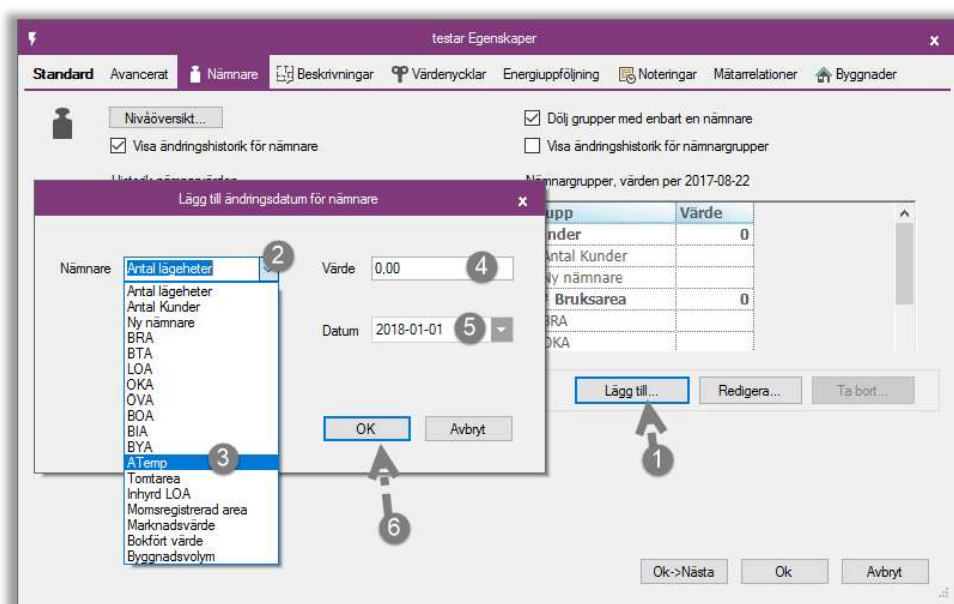 testar Egenskaper x
Standard Avancerat Nämnare Beskrivningar Värdenycklar Energiuppföljning Noteringar Mätarrelationer Byggnader
Nivåöversikt...
Dölj grupper med enbart en nämnare
Visa ändringshistorik för nämnare
Visa ändringshistorik för nämnargrupper
Nämnargrupper, värden per 2017-08-22
Lägg till ändringsdatum för nämnare x
upp Värde
nder 0
Antal Kunder
Ny nämnare
Bruksarea 0
BRA
OKA
Nämnare Antal lägeheter 2
Värde 0,00 4
Datum 2018-01-01 5
Antal lägeheter
Antal Kunder
Ny nämnare
BRA
BTA
LOA
OKA
ÖVA
BOA
BIA
BYA
ATemp 3
Tomtarea
Inhyrd LOA
Momsregistrerad area
Marknadsvärde
Bokfört värde
Byggnadsvolym
OK Avbryt
6
Lägg till... Redigera... Ta bort...
1
Ok->Nästa Ok Avbryt